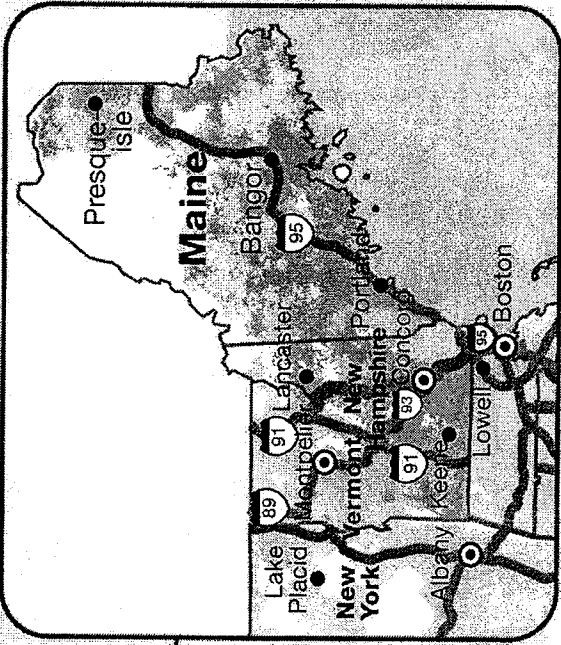 Presque
Isle
Maine
Bangor
95
Portland
Lancaster
New
Hampshire
Concord
93
95
Boston
Lowell
91
Montpelier
Vermont
91
Keene
89
Lake
Placid
New
York
Albany